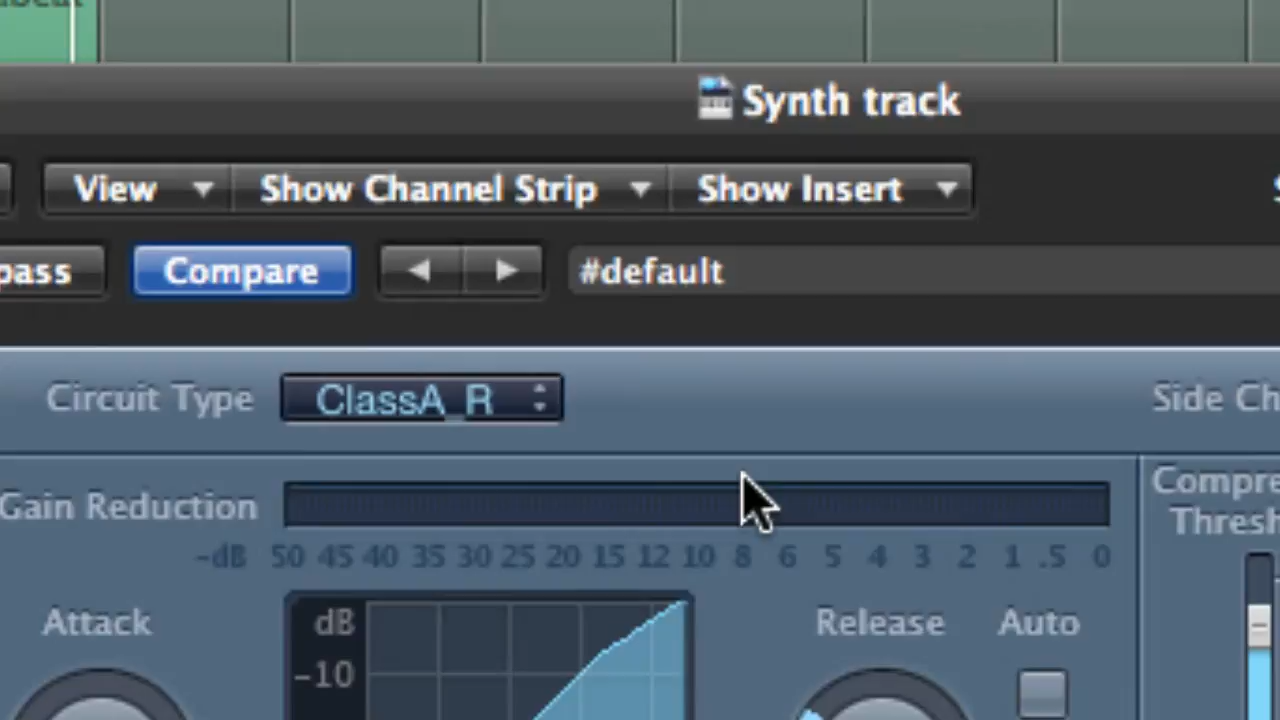 Synth track
View Show Channel Strip Show Insert
pass Compare #default
Circuit Type ClassA_R Side Ch
Gain Reduction Compre
Thresh
-dB 50 45 40 35 30 25 20 15 12 10 8 6 5 4 3 2 1 .5 0
Attack dB Release Auto
-10